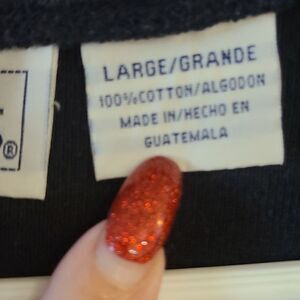 LARGE/GRANDE
100% COTTON/ALGODON
MADE IN/HECHO EN
GUATEMALA
®